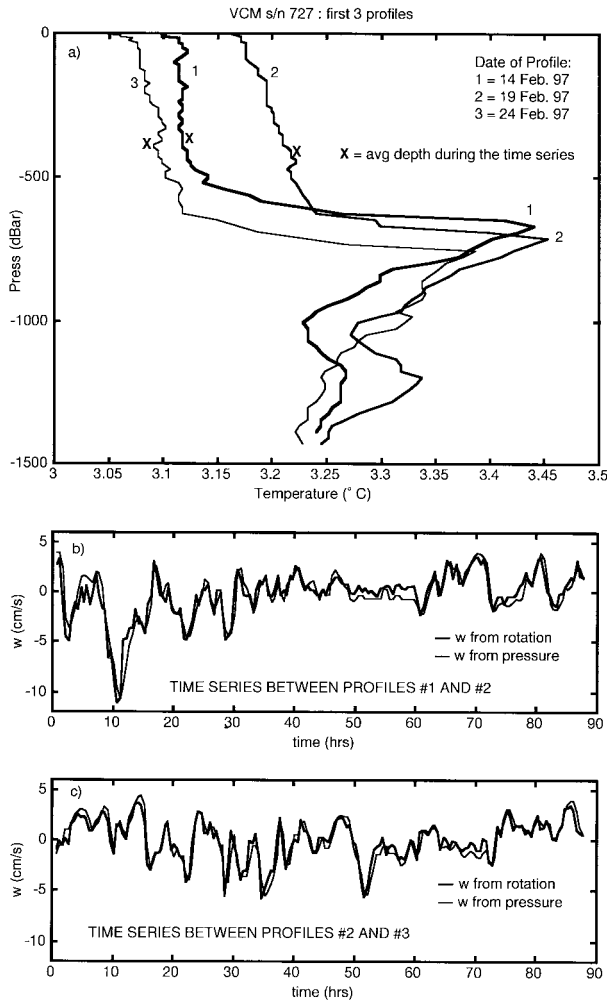 VCM s/n 727 : first 3 profiles
a)
3
1
2
Date of Profile:
1 = 14 Feb. 97
2 = 19 Feb. 97
3 = 24 Feb. 97
X
X
X
X = avg depth during the time series
1
2
Press (dBar)
0
-500
-1000
-1500
3
3.05
3.1
3.15
3.2
3.25
3.3
3.35
3.4
3.45
3.5
Temperature (° C)
b)
w (cm/s)
5
0
-5
-10
w from rotation
w from pressure
TIME SERIES BETWEEN PROFILES #1 AND #2
0
10
20
30
40
50
60
70
80
90
time (hrs)
c)
w (cm/s)
5
0
-5
-10
w from rotation
w from pressure
TIME SERIES BETWEEN PROFILES #2 AND #3
0
10
20
30
40
50
60
70
80
90
time (hrs)